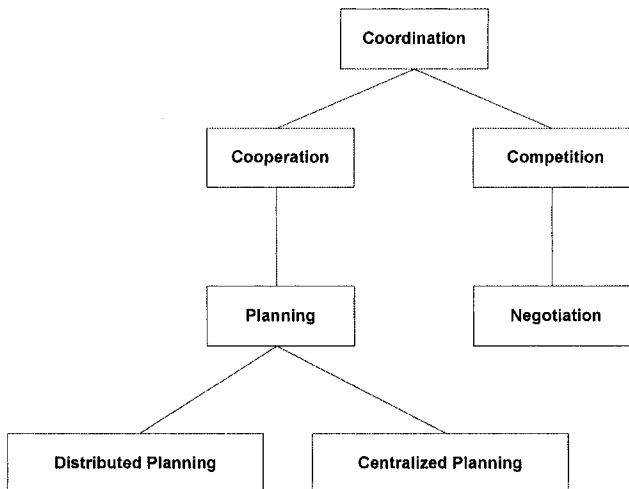 Coordination
Cooperation
Competition
Planning
Negotiation
Distributed Planning
Centralized Planning